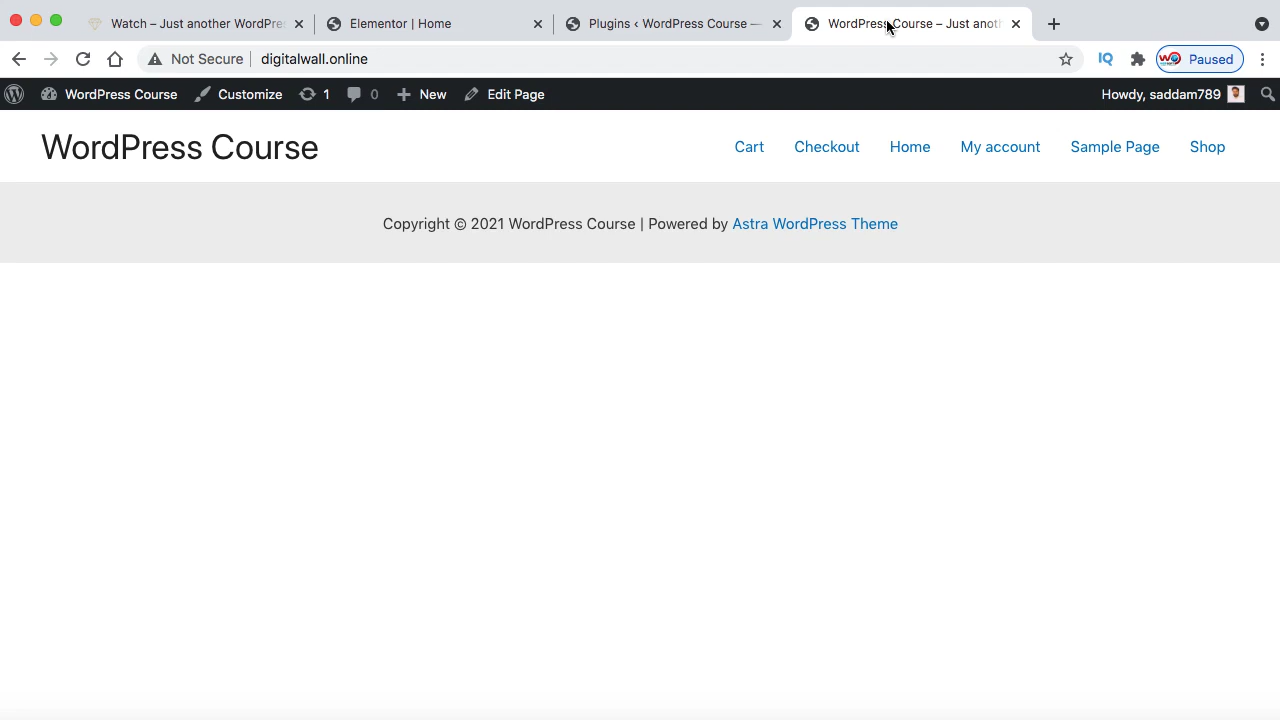 Watch – Just another WordPre
Elementor | Home
Plugins ‹ WordPress Course —
WordPress Course – Just anot
Not Secure
digitalwall.online
IQ
Paused
WordPress Course
Customize
1
0
New
Edit Page
Howdy, saddam789
WordPress Course
Cart
Checkout
Home
My account
Sample Page
Shop
Copyright © 2021 WordPress Course | Powered by Astra WordPress Theme